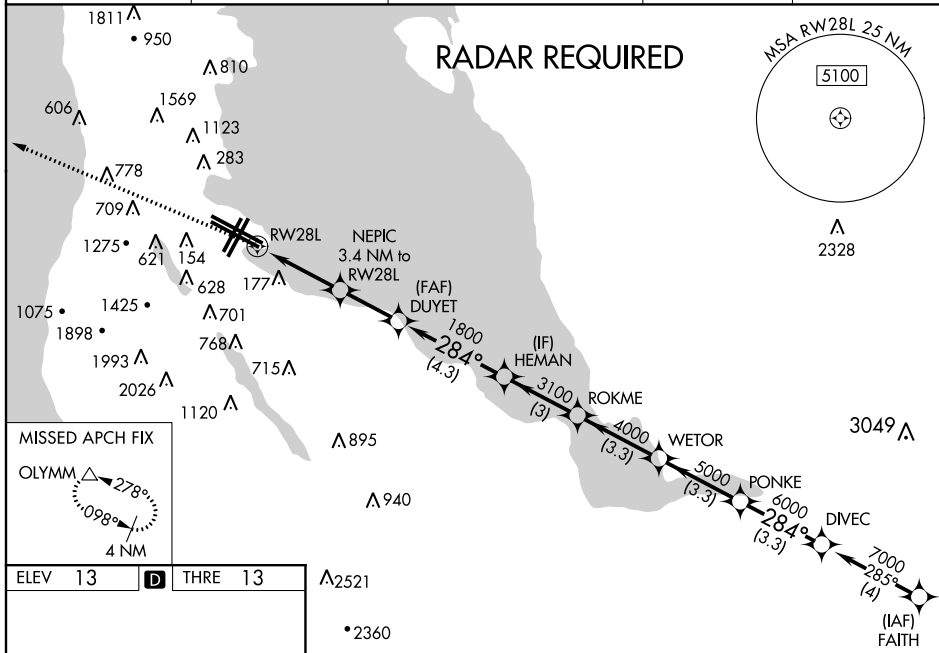 1811
950
RADAR REQUIRED
MSA RW28L 25 NM
5100
810
606
1569
1123
283
778
709
2328
RW28L
NEPIC
3.4 NM to
RW28L
1275
621
154
628
177
(FAF)
DUYET
1075
1425
701
1898
768
1800
284°
(4.3)
(IF)
HEMAN
1993
715
2026
3100
(3)
ROKME
1120
4000
(3.3)
3049
MISSED APCH FIX
895
WETOR
OLYMM
278°
098°
4 NM
5000
(3.3)
PONKE
940
6000
284°
(3.3)
DIVEC
7000
285°
(4)
ELEV 13 D THRE 13
2521
(IAF)
FAITH
2360